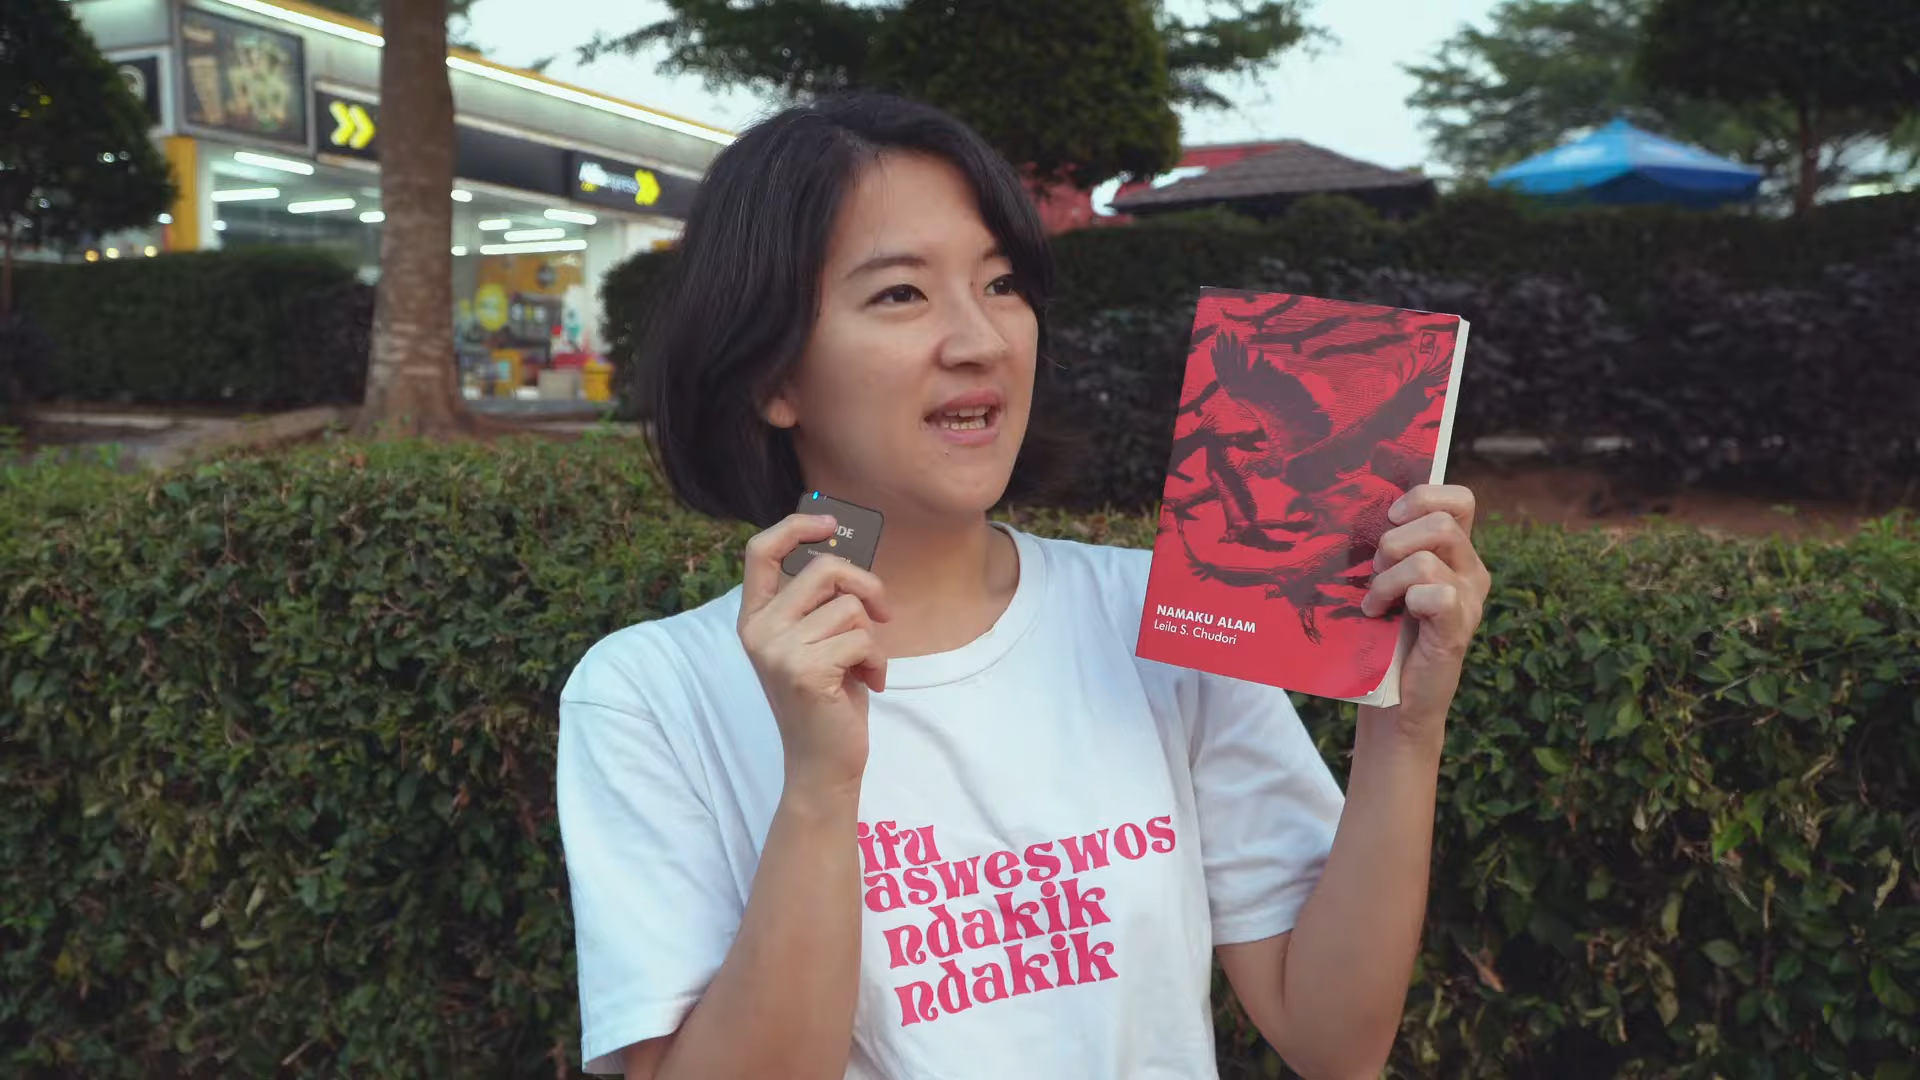 NAMAKU ALAM
Leila S. Chudori
ifu
asweswos
ndakik
ndakik